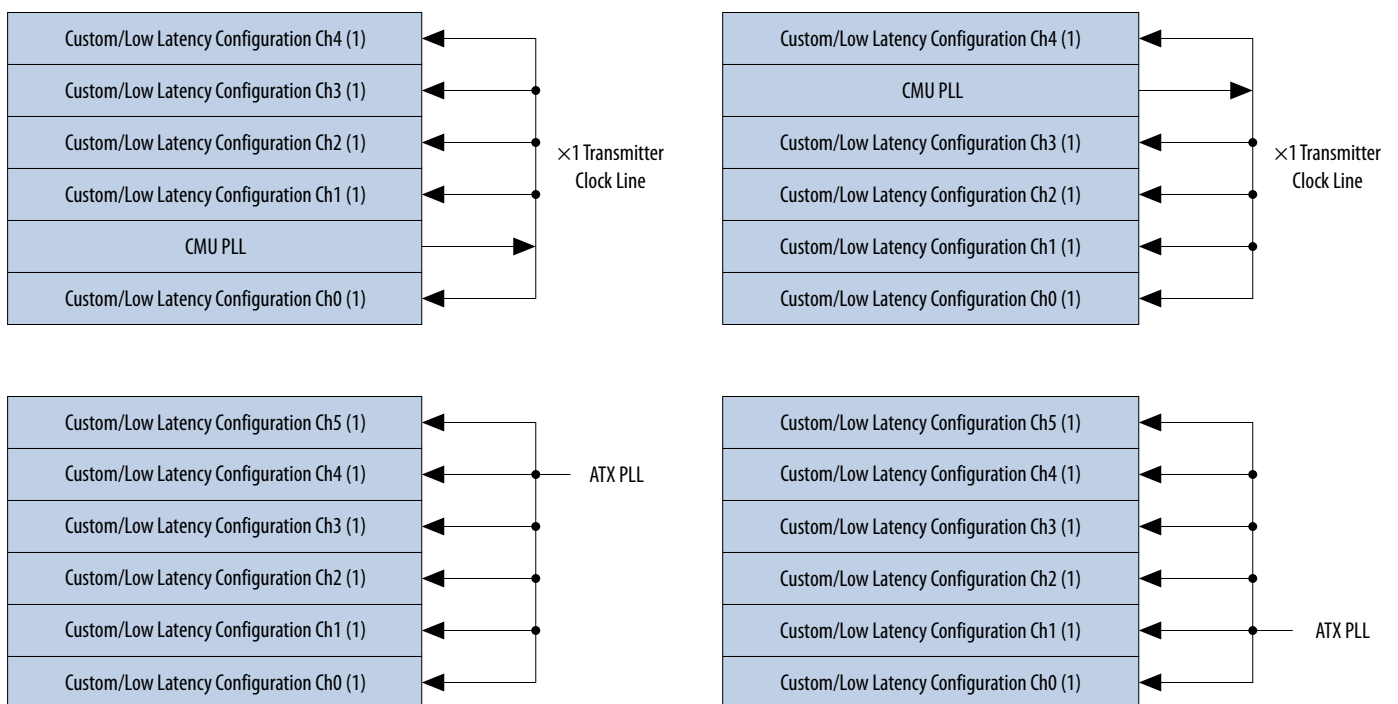 Custom/Low Latency Configuration Ch4 (1)
Custom/Low Latency Configuration Ch3 (1)
Custom/Low Latency Configuration Ch2 (1)
Custom/Low Latency Configuration Ch1 (1)
CMU PLL
Custom/Low Latency Configuration Ch0 (1)
×1 Transmitter
Clock Line
Custom/Low Latency Configuration Ch4 (1)
CMU PLL
Custom/Low Latency Configuration Ch3 (1)
Custom/Low Latency Configuration Ch2 (1)
Custom/Low Latency Configuration Ch1 (1)
Custom/Low Latency Configuration Ch0 (1)
×1 Transmitter
Clock Line
Custom/Low Latency Configuration Ch5 (1)
Custom/Low Latency Configuration Ch4 (1)
Custom/Low Latency Configuration Ch3 (1)
Custom/Low Latency Configuration Ch2 (1)
Custom/Low Latency Configuration Ch1 (1)
Custom/Low Latency Configuration Ch0 (1)
ATX PLL
Custom/Low Latency Configuration Ch5 (1)
Custom/Low Latency Configuration Ch4 (1)
Custom/Low Latency Configuration Ch3 (1)
Custom/Low Latency Configuration Ch2 (1)
Custom/Low Latency Configuration Ch1 (1)
Custom/Low Latency Configuration Ch0 (1)
ATX PLL